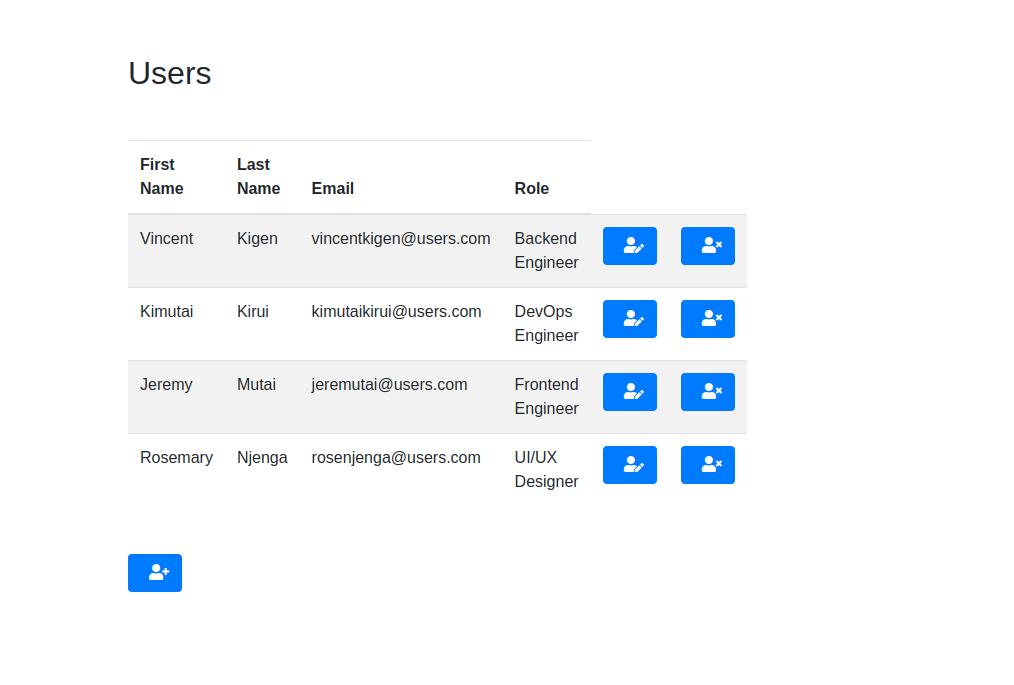 Users
First Last
Name Name Email Role
Vincent Kigen vincentkigen@users.com Backend
Engineer
Kimutai Kirui kimutaikirui@users.com DevOps
Engineer
Jeremy Mutai jeremutai@users.com Frontend
Engineer
Rosemary Njenga rosenjenga@users.com UI/UX
Designer